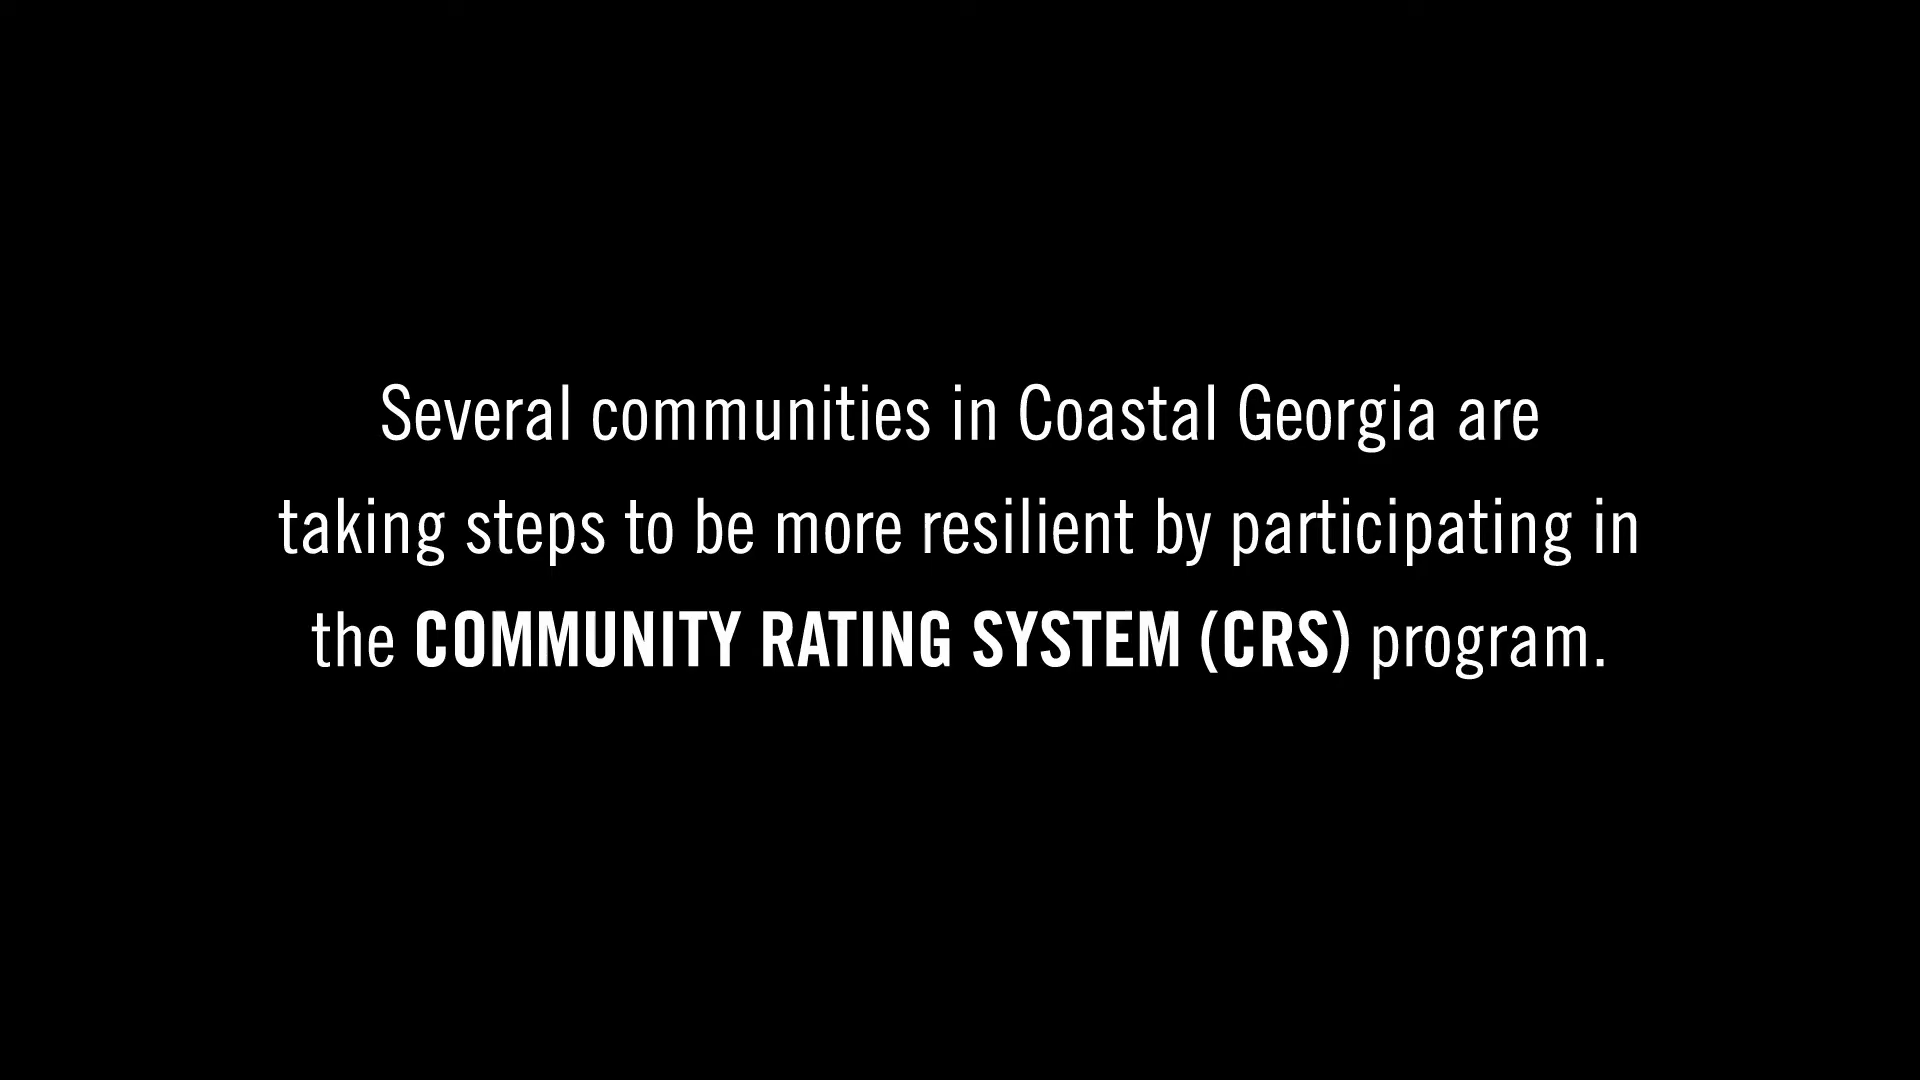 Several communities in Coastal Georgia are
taking steps to be more resilient by participating in
the COMMUNITY RATING SYSTEM (CRS) program.